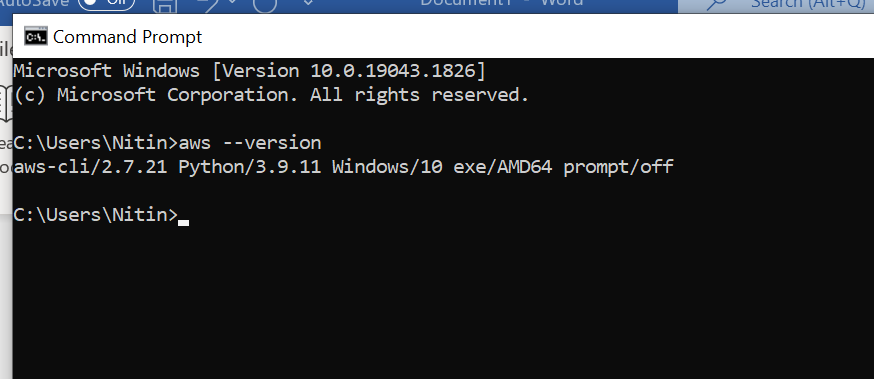 AutoSave Off Document1 - Word Search (Alt+Q)
Command Prompt
Microsoft Windows [Version 10.0.19043.1826]
(c) Microsoft Corporation. All rights reserved.
C:\Users\Nitin>aws --version
aws-cli/2.7.21 Python/3.9.11 Windows/10 exe/AMD64 prompt/off
C:\Users\Nitin>